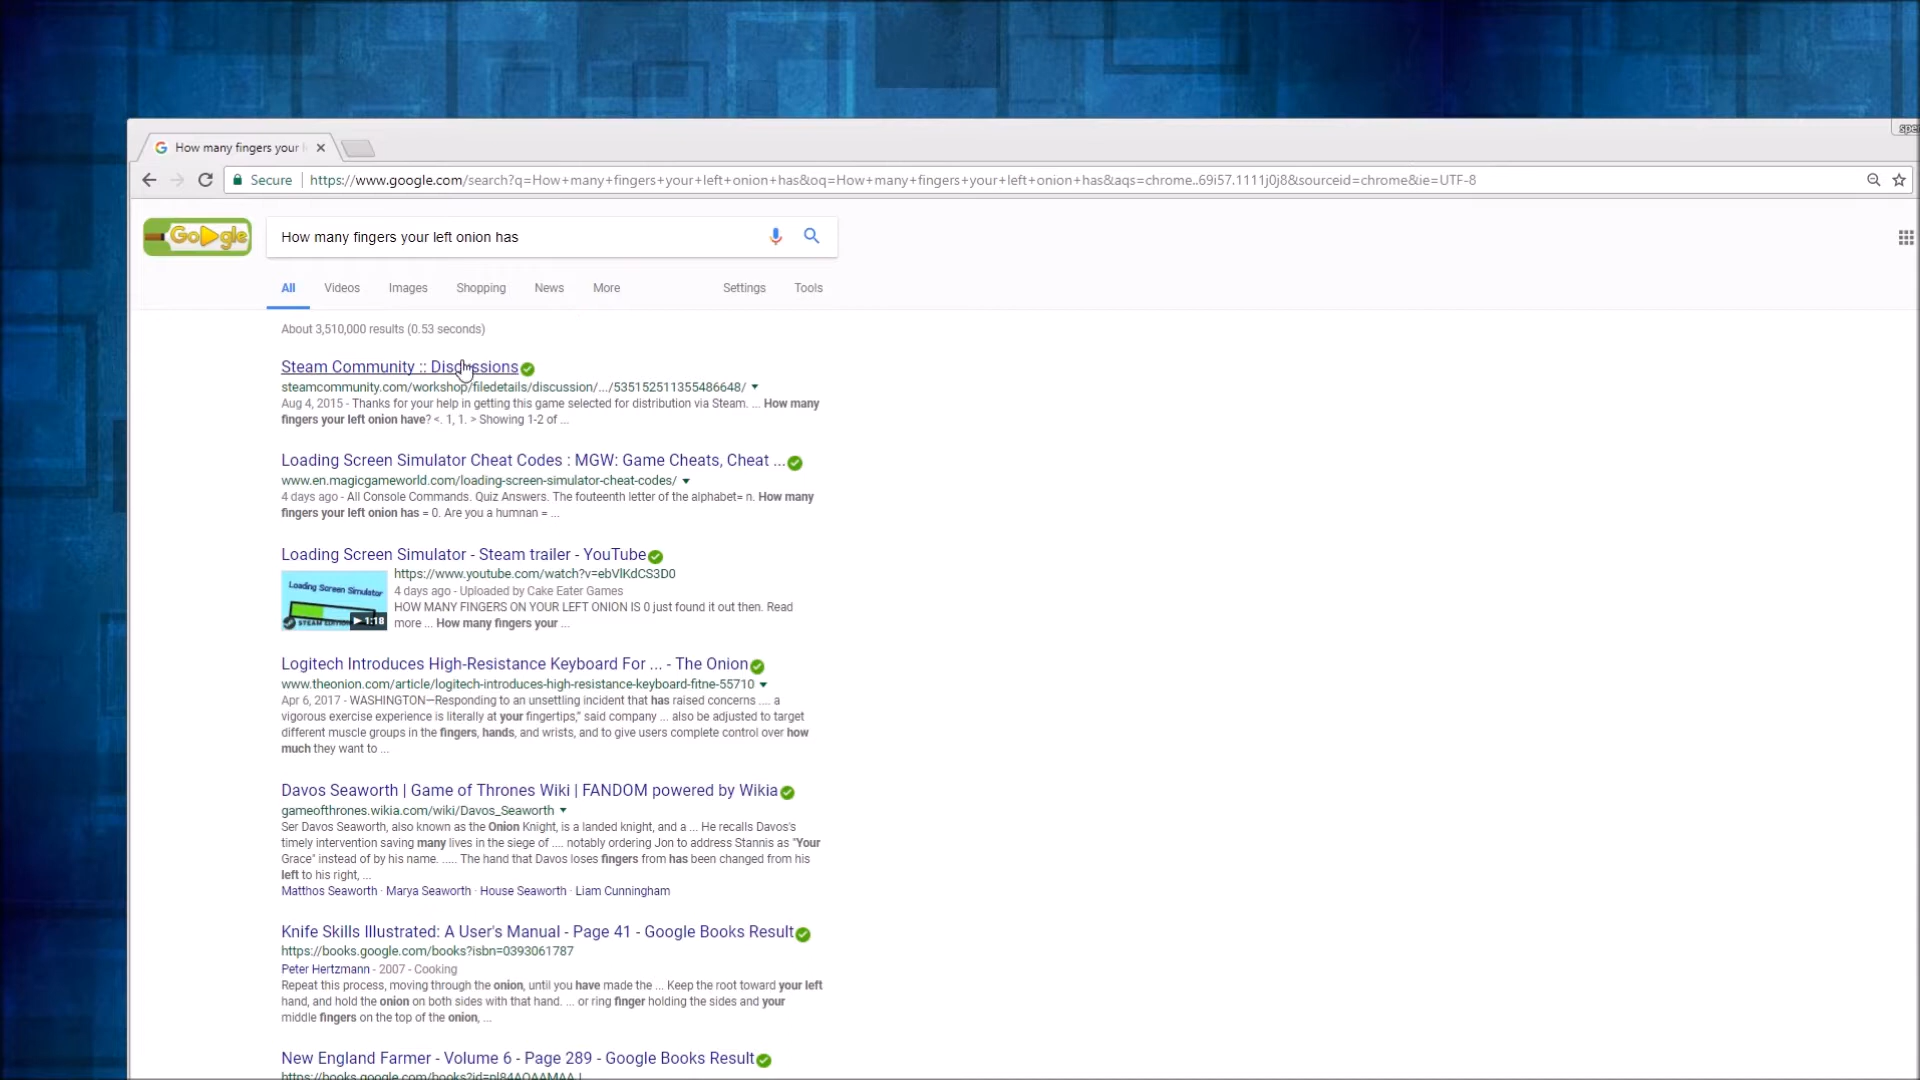 spe
How many fingers your
Secure
https://www.google.com/search?q=How+many+fingers+your+left+onion+has&oq=How+many+fingers+your+left+onion+has&aqs=chrome..69i57.1111j0j8&sourceid=chrome&ie=UTF-8
Google
How many fingers your left onion has
All Videos Images Shopping News More Settings Tools
About 3,510,000 results (0.53 seconds)
Steam Community :: Discussions
steamcommunity.com/workshop/filedetails/discussion/.../535152511355486648/
Aug 4, 2015 - Thanks for your help in getting this game selected for distribution via Steam. ... How many
fingers your left onion have? <. 1, 1. > Showing 1-2 of ...
Loading Screen Simulator Cheat Codes : MGW: Game Cheats, Cheat ...
www.en.magicgameworld.com/loading-screen-simulator-cheat-codes/
4 days ago - All Console Commands. Quiz Answers. The fouteenth letter of the alphabet= n. How many
fingers your left onion has = 0. Are you a humnan = ...
Loading Screen Simulator - Steam trailer - YouTube
Loading Screen Simulator
STEAM EDITION
1:18
https://www.youtube.com/watch?v=ebVlKdCS3D0
4 days ago - Uploaded by Cake Eater Games
HOW MANY FINGERS ON YOUR LEFT ONION IS 0 just found it out then. Read
more ... How many fingers your ...
Logitech Introduces High-Resistance Keyboard For ... - The Onion
www.theonion.com/article/logitech-introduces-high-resistance-keyboard-fitne-55710
Apr 6, 2017 - WASHINGTON—Responding to an unsettling incident that has raised concerns .... a
vigorous exercise experience is literally at your fingertips," said company ... also be adjusted to target
different muscle groups in the fingers, hands, and wrists, and to give users complete control over how
much they want to ...
Davos Seaworth | Game of Thrones Wiki | FANDOM powered by Wikia
gameofthrones.wikia.com/wiki/Davos_Seaworth
Ser Davos Seaworth, also known as the Onion Knight, is a landed knight, and a ... He recalls Davos's
timely intervention saving many lives in the siege of .... notably ordering Jon to address Stannis as "Your
Grace" instead of by his name. ..... The hand that Davos loses fingers from has been changed from his
left to his right, ...
Matthos Seaworth · Marya Seaworth · House Seaworth · Liam Cunningham
Knife Skills Illustrated: A User's Manual - Page 41 - Google Books Result
https://books.google.com/books?isbn=0393061787
Peter Hertzmann - 2007 - Cooking
Repeat this process, moving through the onion, until you have made the ... Keep the root toward your left
hand, and hold the onion on both sides with that hand. ... or ring finger holding the sides and your
middle fingers on the top of the onion, ...
New England Farmer - Volume 6 - Page 289 - Google Books Result